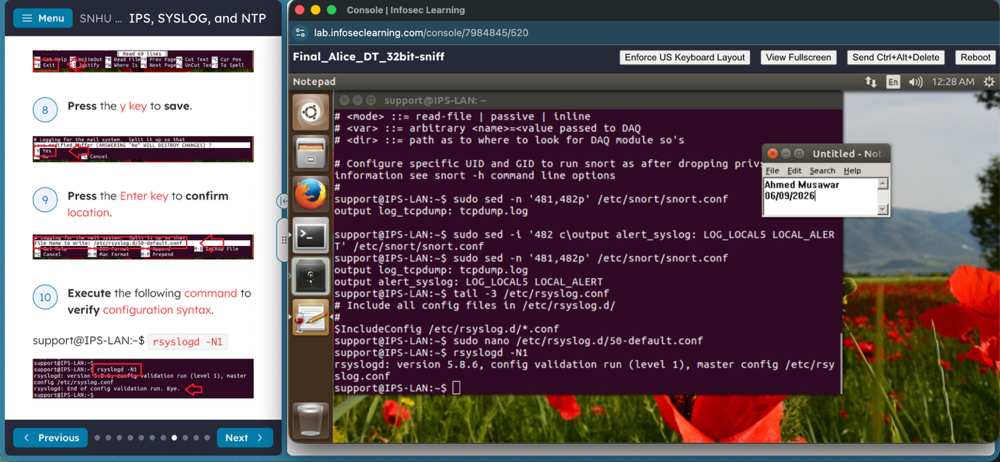 Menu
SNHU ... IPS, SYSLOG, and NTP
[ Read 69 lines ]
^G Get Help ^O WriteOut ^R Read File ^Y Prev Page ^K Cut Text ^C Cur Pos
^X Exit ^J Justify ^W Where Is ^V Next Page ^U UnCut Text ^T To Spell
8
Press the y key to save.
# Logging for the mail system. Split it up so that
Save modified buffer (ANSWERING "No" WILL DESTROY CHANGES) ?
Y Yes
N No ^C Cancel
9
Press the Enter key to confirm
location.
# Logging for the mail system. Split it up so that
File Name to Write: /etc/rsyslog.d/50-default.conf
^G Get Help M-D DOS Format M-A Append M-B Backup File
^C Cancel M-M Mac Format M-P Prepend
10
Execute the following command to
verify configuration syntax.
support@IPS-LAN:~$ rsyslogd -N1
support@IPS-LAN:~$
support@IPS-LAN:~$ rsyslogd -N1
rsyslogd: version 5.8.6, config validation run (level 1), master
config /etc/rsyslog.conf
rsyslogd: End of config validation run. Bye.
support@IPS-LAN:~$
Previous
Next
Console | Infosec Learning
lab.infoseclearning.com/console/7984845/520
Final_Alice_DT_32bit-sniff
Enforce US Keyboard Layout
View Fullscreen
Send Ctrl+Alt+Delete
Reboot
Notepad
En
12:28 AM
support@IPS-LAN: ~
# <mode> ::= read-file | passive | inline
# <var> ::= arbitrary <name>=<value passed to DAQ
# <dir> ::= path as to where to look for DAQ module so's
# Configure specific UID and GID to run snort as after dropping privs
information see snort -h command line options
#
support@IPS-LAN:~$ sudo sed -n '481,482p' /etc/snort/snort.conf
output log_tcpdump: tcpdump.log
support@IPS-LAN:~$ sudo sed -i '482 c\output alert_syslog: LOG_LOCAL5 LOCAL_ALER
T' /etc/snort/snort.conf
support@IPS-LAN:~$ sudo sed -n '481,482p' /etc/snort/snort.conf
output log_tcpdump: tcpdump.log
output alert_syslog: LOG_LOCAL5 LOCAL_ALERT
support@IPS-LAN:~$ tail -3 /etc/rsyslog.conf
# Include all config files in /etc/rsyslog.d/
#
$IncludeConfig /etc/rsyslog.d/*.conf
support@IPS-LAN:~$ sudo nano /etc/rsyslog.d/50-default.conf
support@IPS-LAN:~$ rsyslogd -N1
rsyslogd: version 5.8.6, config validation run (level 1), master config /etc/rsy
slog.conf
support@IPS-LAN:~$
Untitled - Not
File Edit Search Help
Ahmed Musawar
06/09/2026